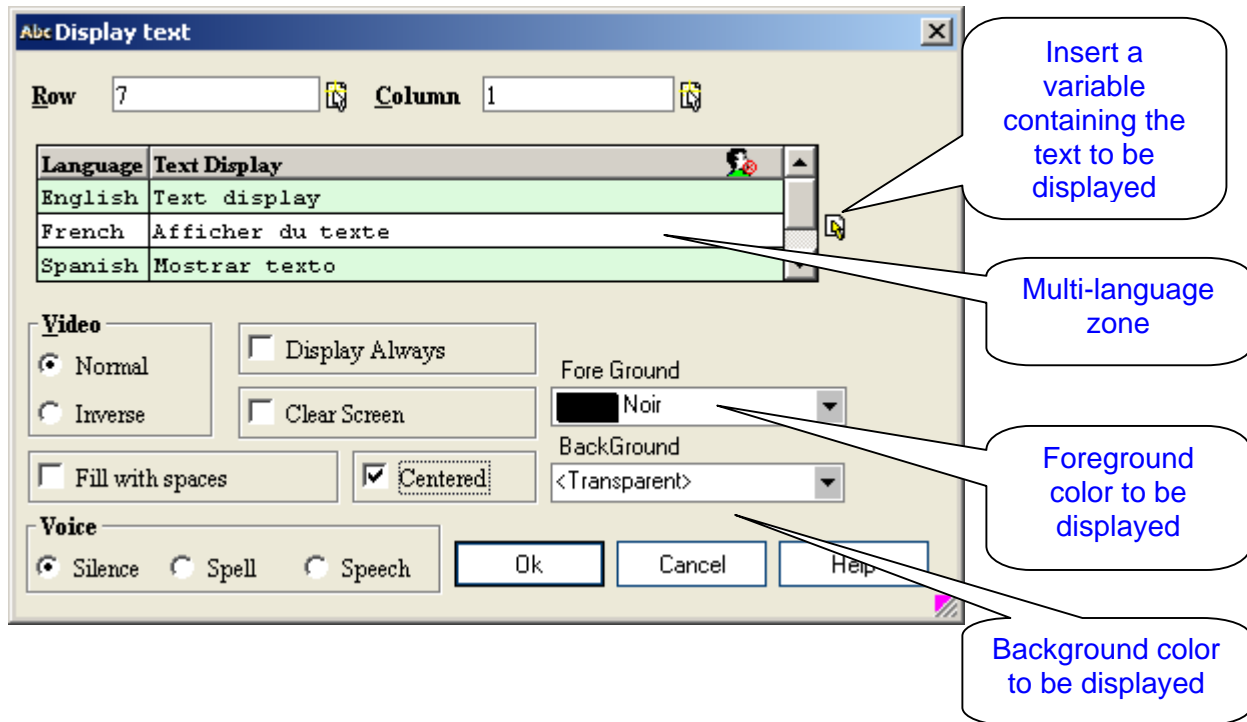 Abc Display text
Row 7 Column 1
Language Text Display
English Text display
French Afficher du texte
Spanish Mostrar texto
Video
Normal
Inverse
Display Always
Clear Screen
Fore Ground
Noir
BackGround
<Transparent>
Fill with spaces
Centered
Voice
Silence Spell Speech
Ok Cancel Help
Insert a
variable
containing the
text to be
displayed
Multi-language
zone
Foreground
color to be
displayed
Background color
to be displayed